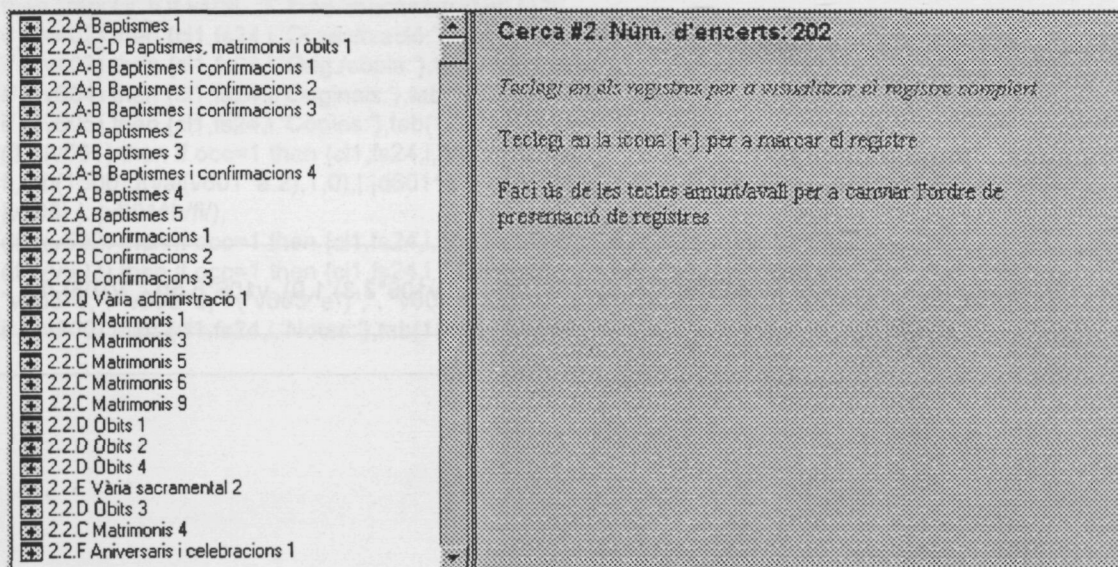 2.2.A Baptismes 1
2.2.A-C-D Baptismes, matrimonis i òbits 1
2.2.A-B Baptismes i confirmacions 1
2.2.A-B Baptismes i confirmacions 2
2.2.A-B Baptismes i confirmacions 3
2.2.A Baptismes 2
2.2.A Baptismes 3
2.2.A-B Baptismes i confirmacions 4
2.2.A Baptismes 4
2.2.A Baptismes 5
2.2.B Confirmacions 1
2.2.B Confirmacions 2
2.2.B Confirmacions 3
2.2.Q Vària administració 1
2.2.C Matrimonis 1
2.2.C Matrimonis 3
2.2.C Matrimonis 5
2.2.C Matrimonis 6
2.2.C Matrimonis 9
2.2.D Òbits 1
2.2.D Òbits 2
2.2.D Òbits 4
2.2.E Vària sacramental 2
2.2.D Òbits 3
2.2.C Matrimonis 4
2.2.F Aniversaris i celebracions 1
Cerca #2. Núm. d'encerts: 202
Teclegi en els registres per a visualitzar el registre complert
Teclegi en la icona [+] per a marcar el registre
Faci ús de les tecles amunt/avall per a canviar l'ordre de
presentació de registres